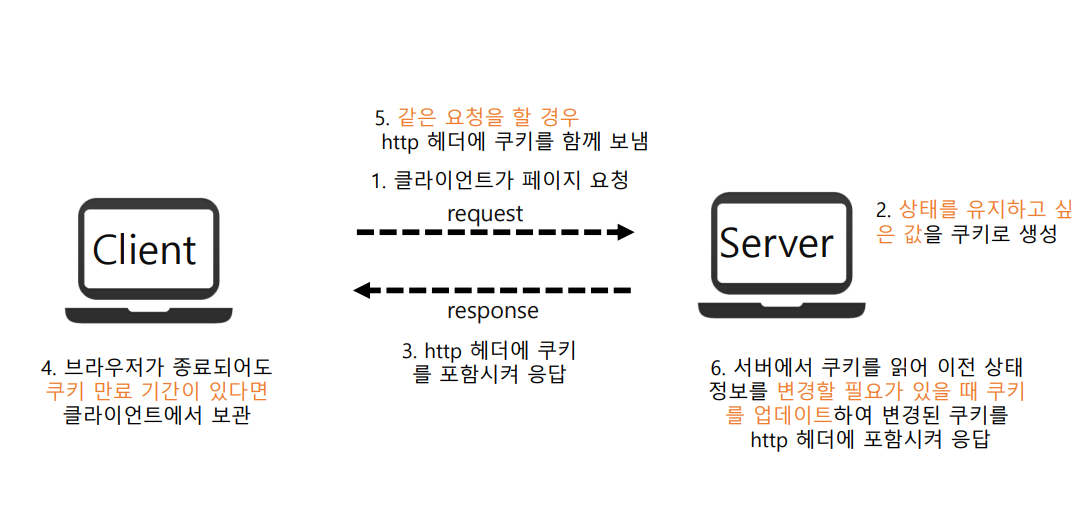 5. 같은 요청을 할 경우
http 헤더에 쿠키를 함께 보냄
1. 클라이언트가 페이지 요청
request
Client
Server
2. 상태를 유지하고 싶
은 값을 쿠키로 생성
response
3. http 헤더에 쿠키
를 포함시켜 응답
4. 브라우저가 종료되어도
쿠키 만료 기간이 있다면
클라이언트에서 보관
6. 서버에서 쿠키를 읽어 이전 상태
정보를 변경할 필요가 있을 때 쿠키
를 업데이트하여 변경된 쿠키를
http 헤더에 포함시켜 응답